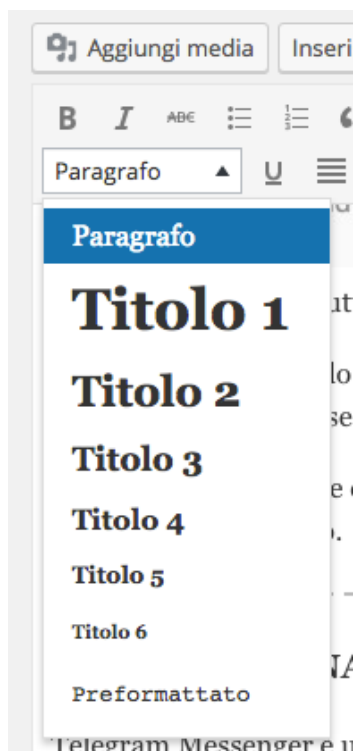 Aggiungi media
B I ABE
Paragrafo U
Paragrafo
Titolo 1
Titolo 2
Titolo 3
Titolo 4
Titolo 5
Titolo 6
Preformattato
Telegram Messenger è